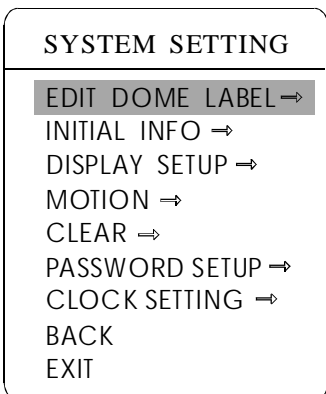 SYSTEM SETTING
EDIT DOME LABEL⇒
INITIAL INFO ⇒
DISPLAY SETUP ⇒
MOTION ⇒
CLEAR ⇒
PASSWORD SETUP ⇒
CLOCK SETTING ⇒
BACK
EXIT